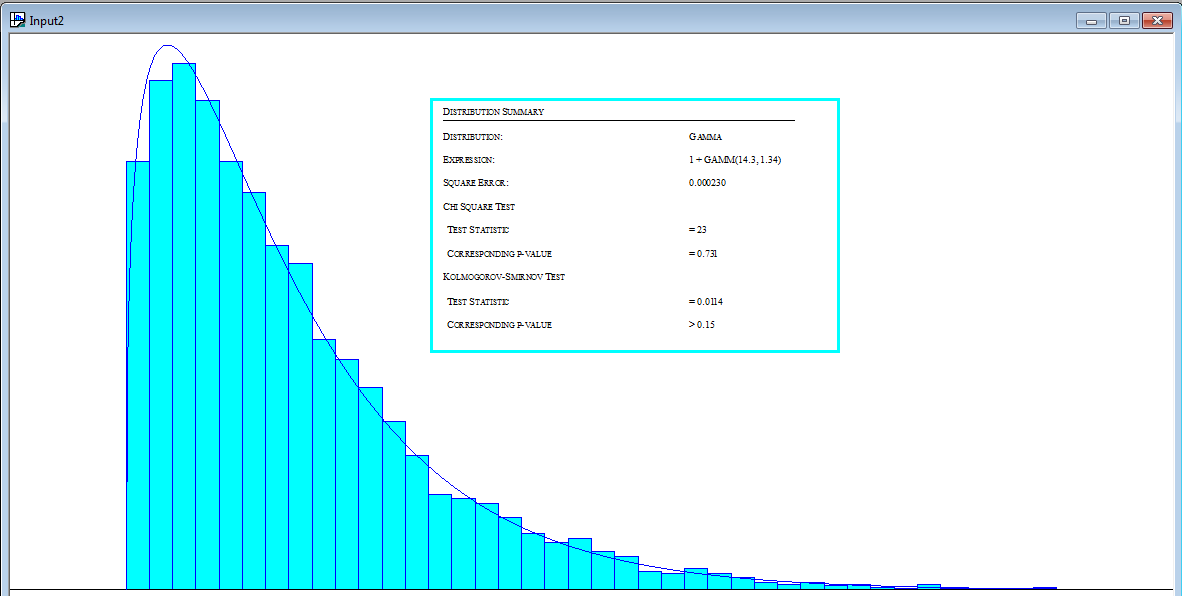 Input2
DISTRIBUTION SUMMARY
DISTRIBUTION: GAMMA
EXPRESSION: 1 + GAMM(14.3, 1.34)
SQUARE ERROR: 0.000230
CHI SQUARE TEST
TEST STATISTIC = 23
CORRESPONDING P-VALUE = 0.731
KOLMOGOROV-SMIRNOV TEST
TEST STATISTIC = 0.0114
CORRESPONDING P-VALUE > 0.15